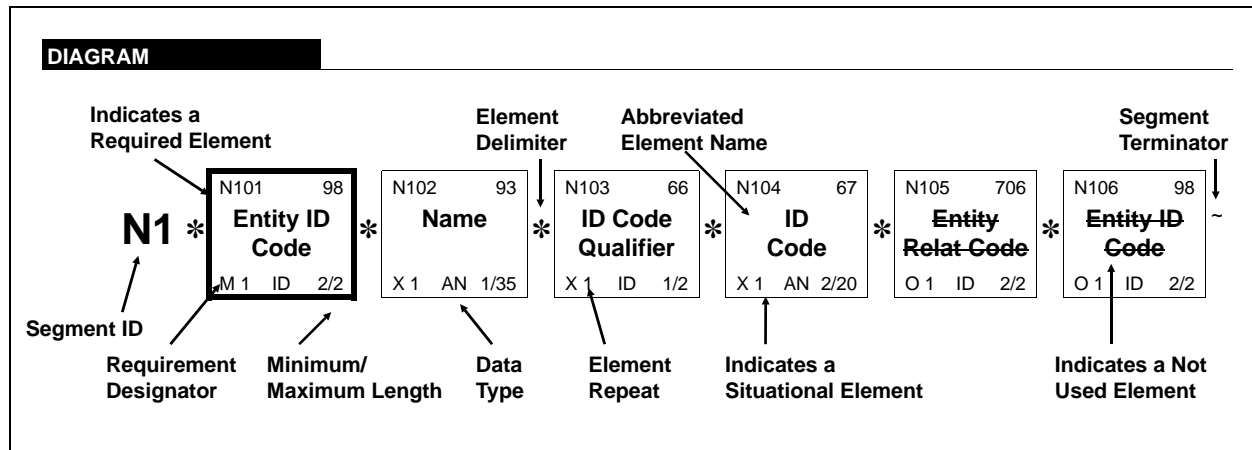 DIAGRAM
Indicates a
Required Element
Element
Delimiter
Abbreviated
Element Name
Segment
Terminator
N1 *
N101 98
Entity ID
Code
M 1 ID 2/2
*
N102 93
Name
X 1 AN 1/35
*
N103 66
ID Code
Qualifier
X 1 ID 1/2
*
N104 67
ID
Code
X 1 AN 2/20
*
N105 706
Entity
Relat Code
O 1 ID 2/2
*
N106 98
Entity ID
Code
O 1 ID 2/2
~
Segment ID
Requirement
Designator
Minimum/
Maximum Length
Data
Type
Element
Repeat
Indicates a
Situational Element
Indicates a Not
Used Element